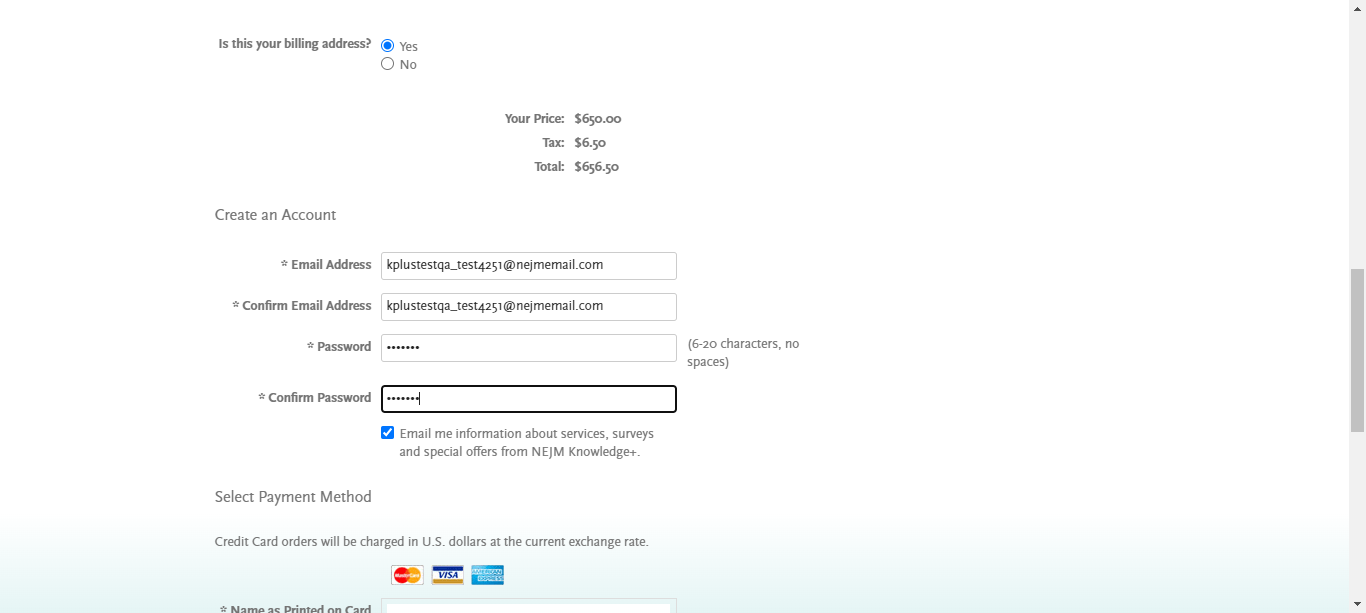 Is this your billing address?
Yes
No
Your Price: $650.00
Tax: $6.50
Total: $656.50
Create an Account
* Email Address kplustestqa_test4251@nejmemail.com
* Confirm Email Address kplustestqa_test4251@nejmemail.com
* Password ••••••• (6-20 characters, no
spaces)
* Confirm Password •••••••
Email me information about services, surveys
and special offers from NEJM Knowledge+.
Select Payment Method
Credit Card orders will be charged in U.S. dollars at the current exchange rate.
MasterCard VISA AMERICAN EXPRESS
* Name as Printed on Card